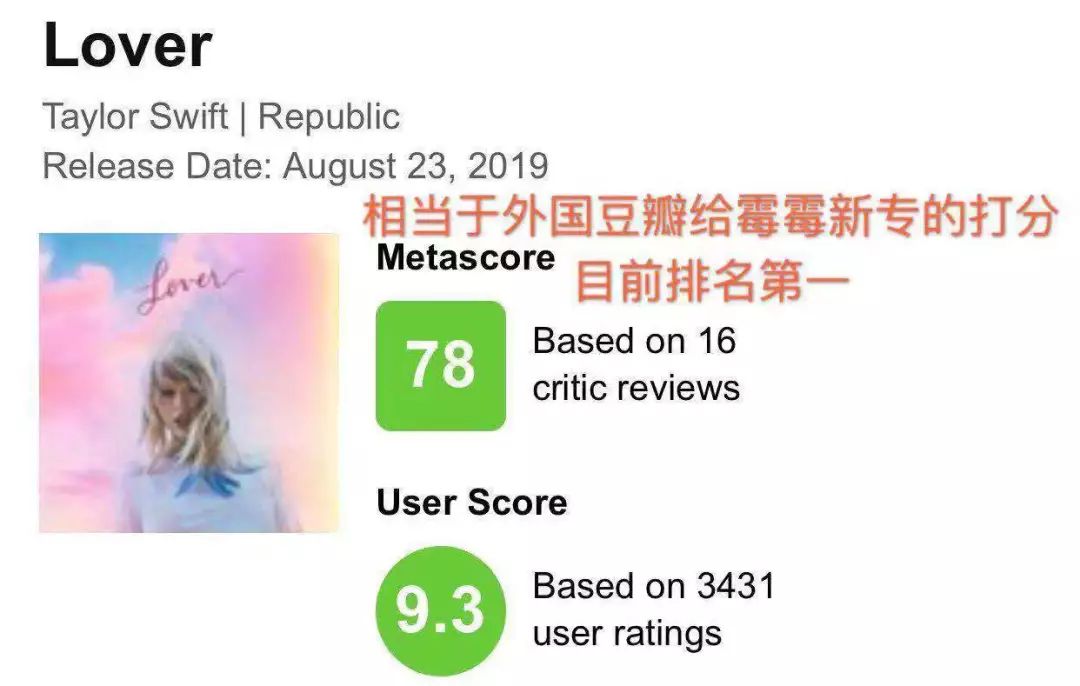 Lover
Taylor Swift | Republic
Release Date: August 23, 2019
相当于外国豆瓣给霉霉新专的打分
目前排名第一
Lover
Metascore
78
Based on 16
critic reviews
User Score
9.3
Based on 3431
user ratings